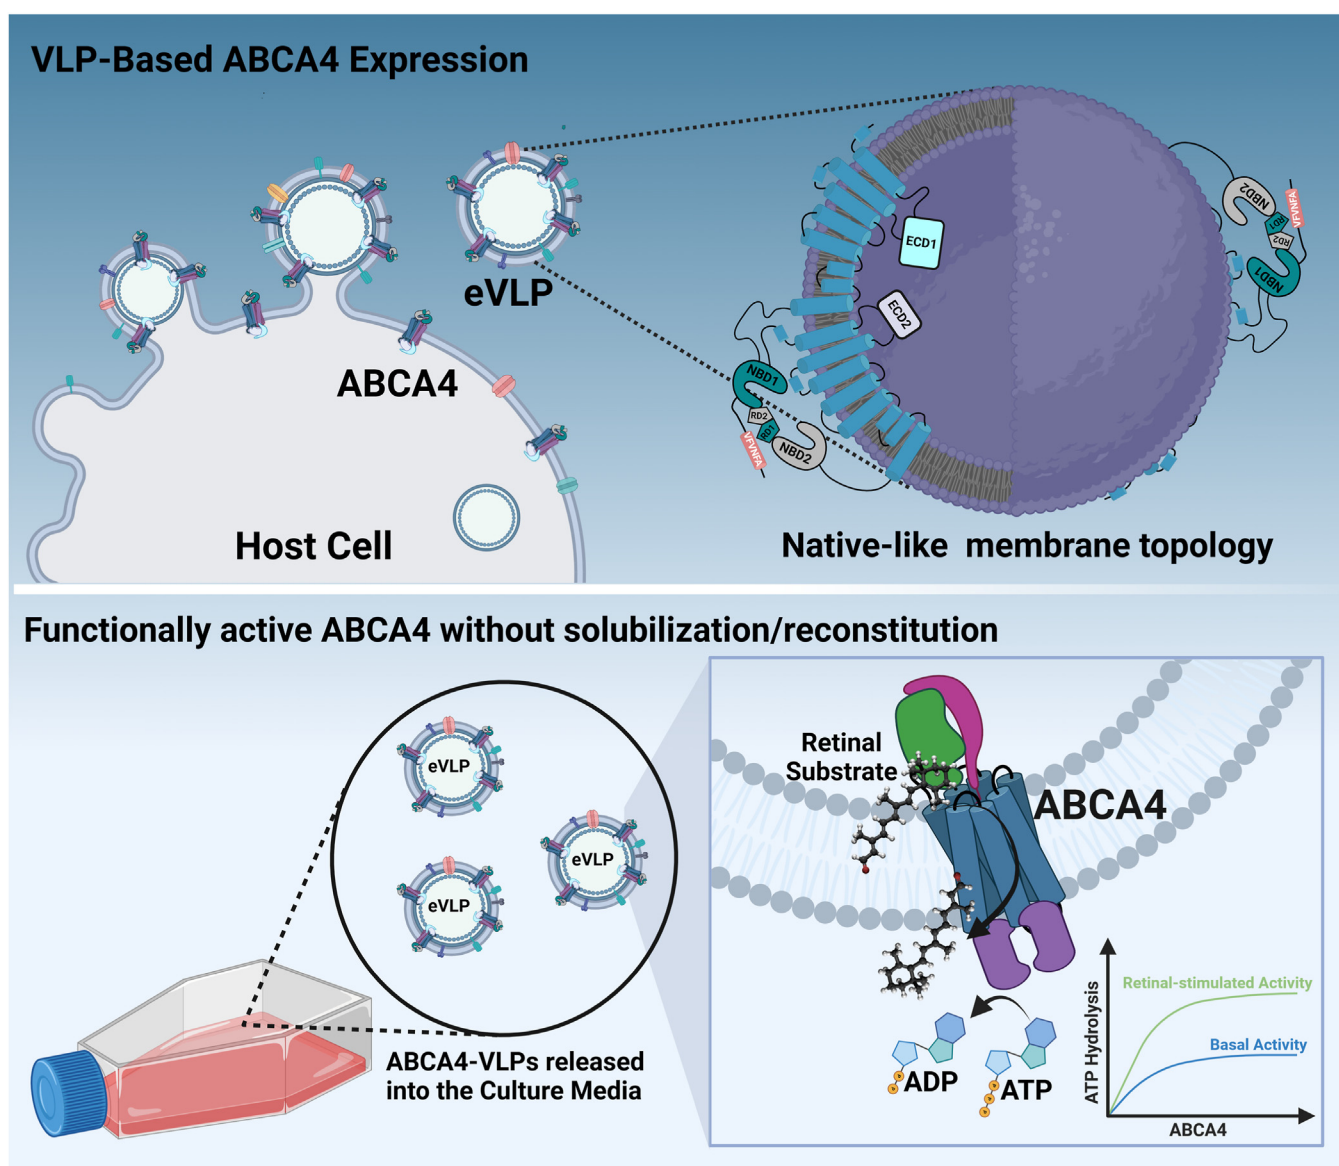 VLP-Based ABCA4 Expression
eVLP
ABCA4
Host Cell
ECD1
ECD2
NBD1
RD2
RD1
NBD2
VFVNFA
NBD2
VFVNFA
RD1
RD2
NBD1
Native-like membrane topology
Functionally active ABCA4 without solubilization/reconstitution
eVLP
eVLP
eVLP
ABCA4-VLPs released
into the Culture Media
Retinal
Substrate
ABCA4
ADP
ATP
ATP Hydrolysis
Retinal-stimulated Activity
Basal Activity
ABCA4